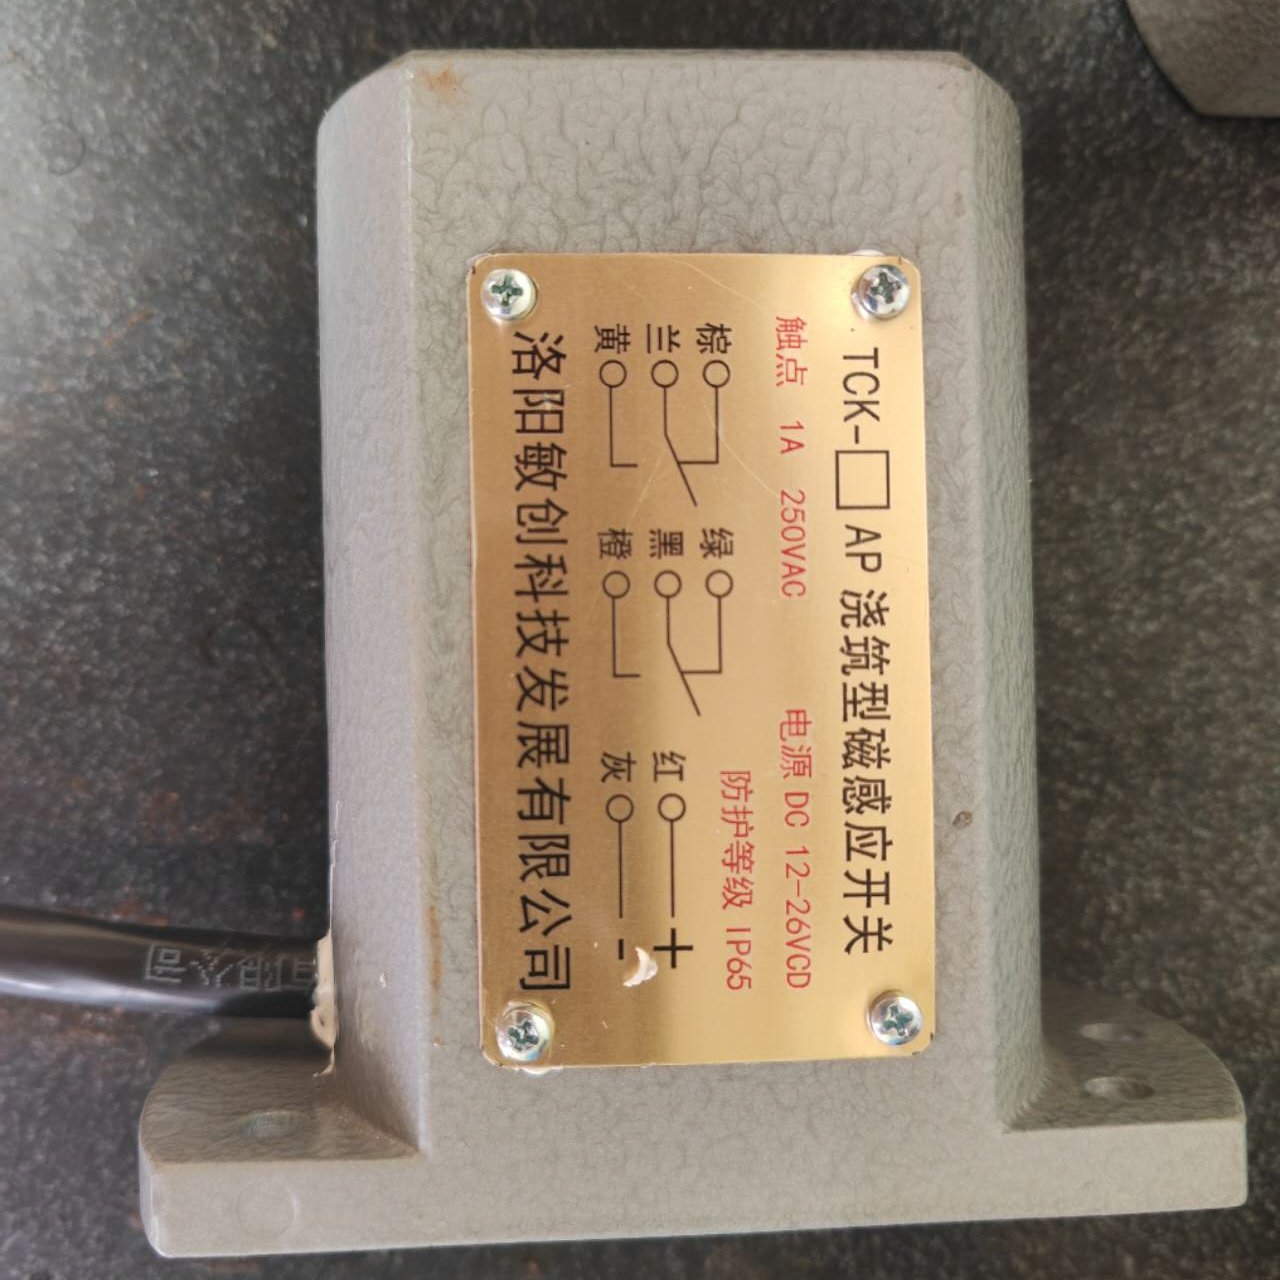 TCK-□AP 浇筑型磁感应开关
触点 1A 250VAC 电源 DC 12-26VCD
防护等级 IP65
棕 绿
兰 黑 红 +
黄 橙 灰 -
洛阳敏创科技发展有限公司